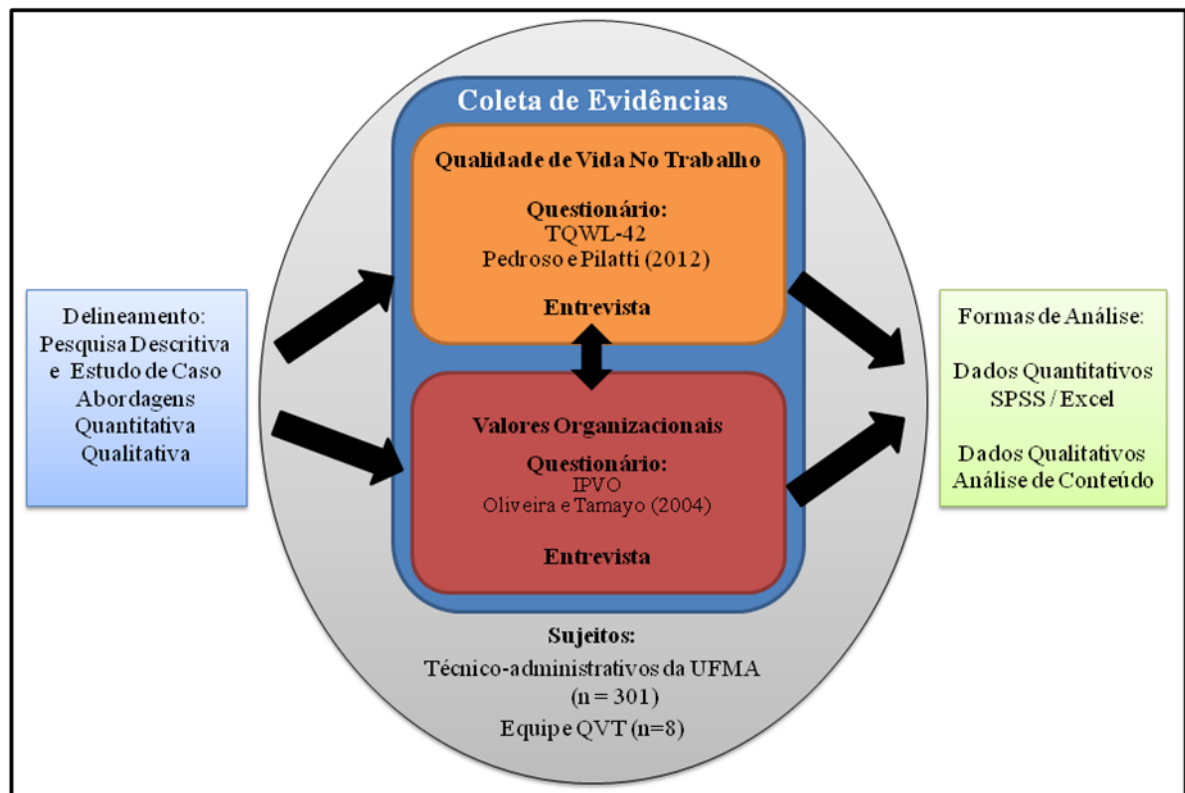 Delineamento:
Pesquisa Descritiva
e Estudo de Caso
Abordagens
Quantitativa
Qualitativa
Coleta de Evidências
Qualidade de Vida No Trabalho
Questionário:
TQWL-42
Pedroso e Pilatti (2012)
Entrevista
Valores Organizacionais
Questionário:
IPVO
Oliveira e Tamayo (2004)
Entrevista
Sujeitos:
Técnico-administrativos da UFMA
(n = 301)
Equipe QVT (n=8)
Formas de Análise:
Dados Quantitativos
SPSS / Excel
Dados Qualitativos
Análise de Conteúdo